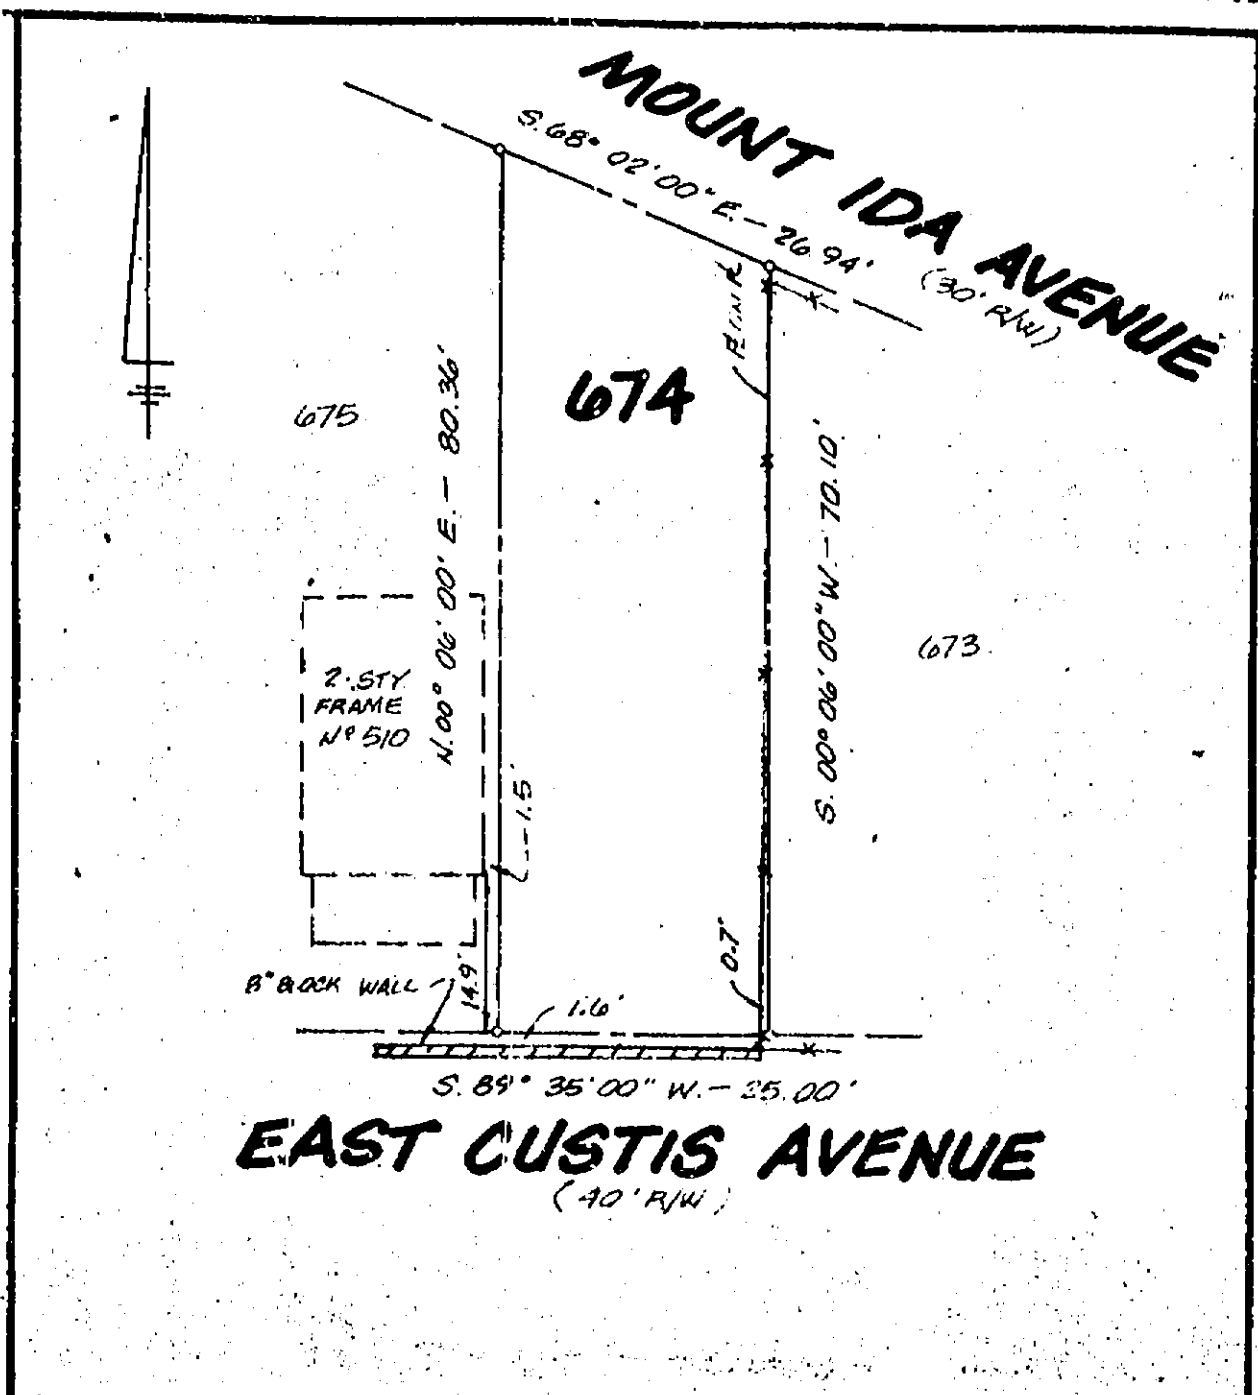 MOUNT IDA AVENUE
(30' R/W)
S. 68° 02' 00" E. — 26.94'
674
675
673
N. 00° 06' 00" E. — 80.36'
S. 00° 06' 00" W. — 70.10'
2-STY
FRAME
Nº 510
1.5'
0.7'
14.9'
BLOCK WALL
1.6'
S. 89° 35' 00" W. — 25.00'
EAST CUSTIS AVENUE
(40' R/W)